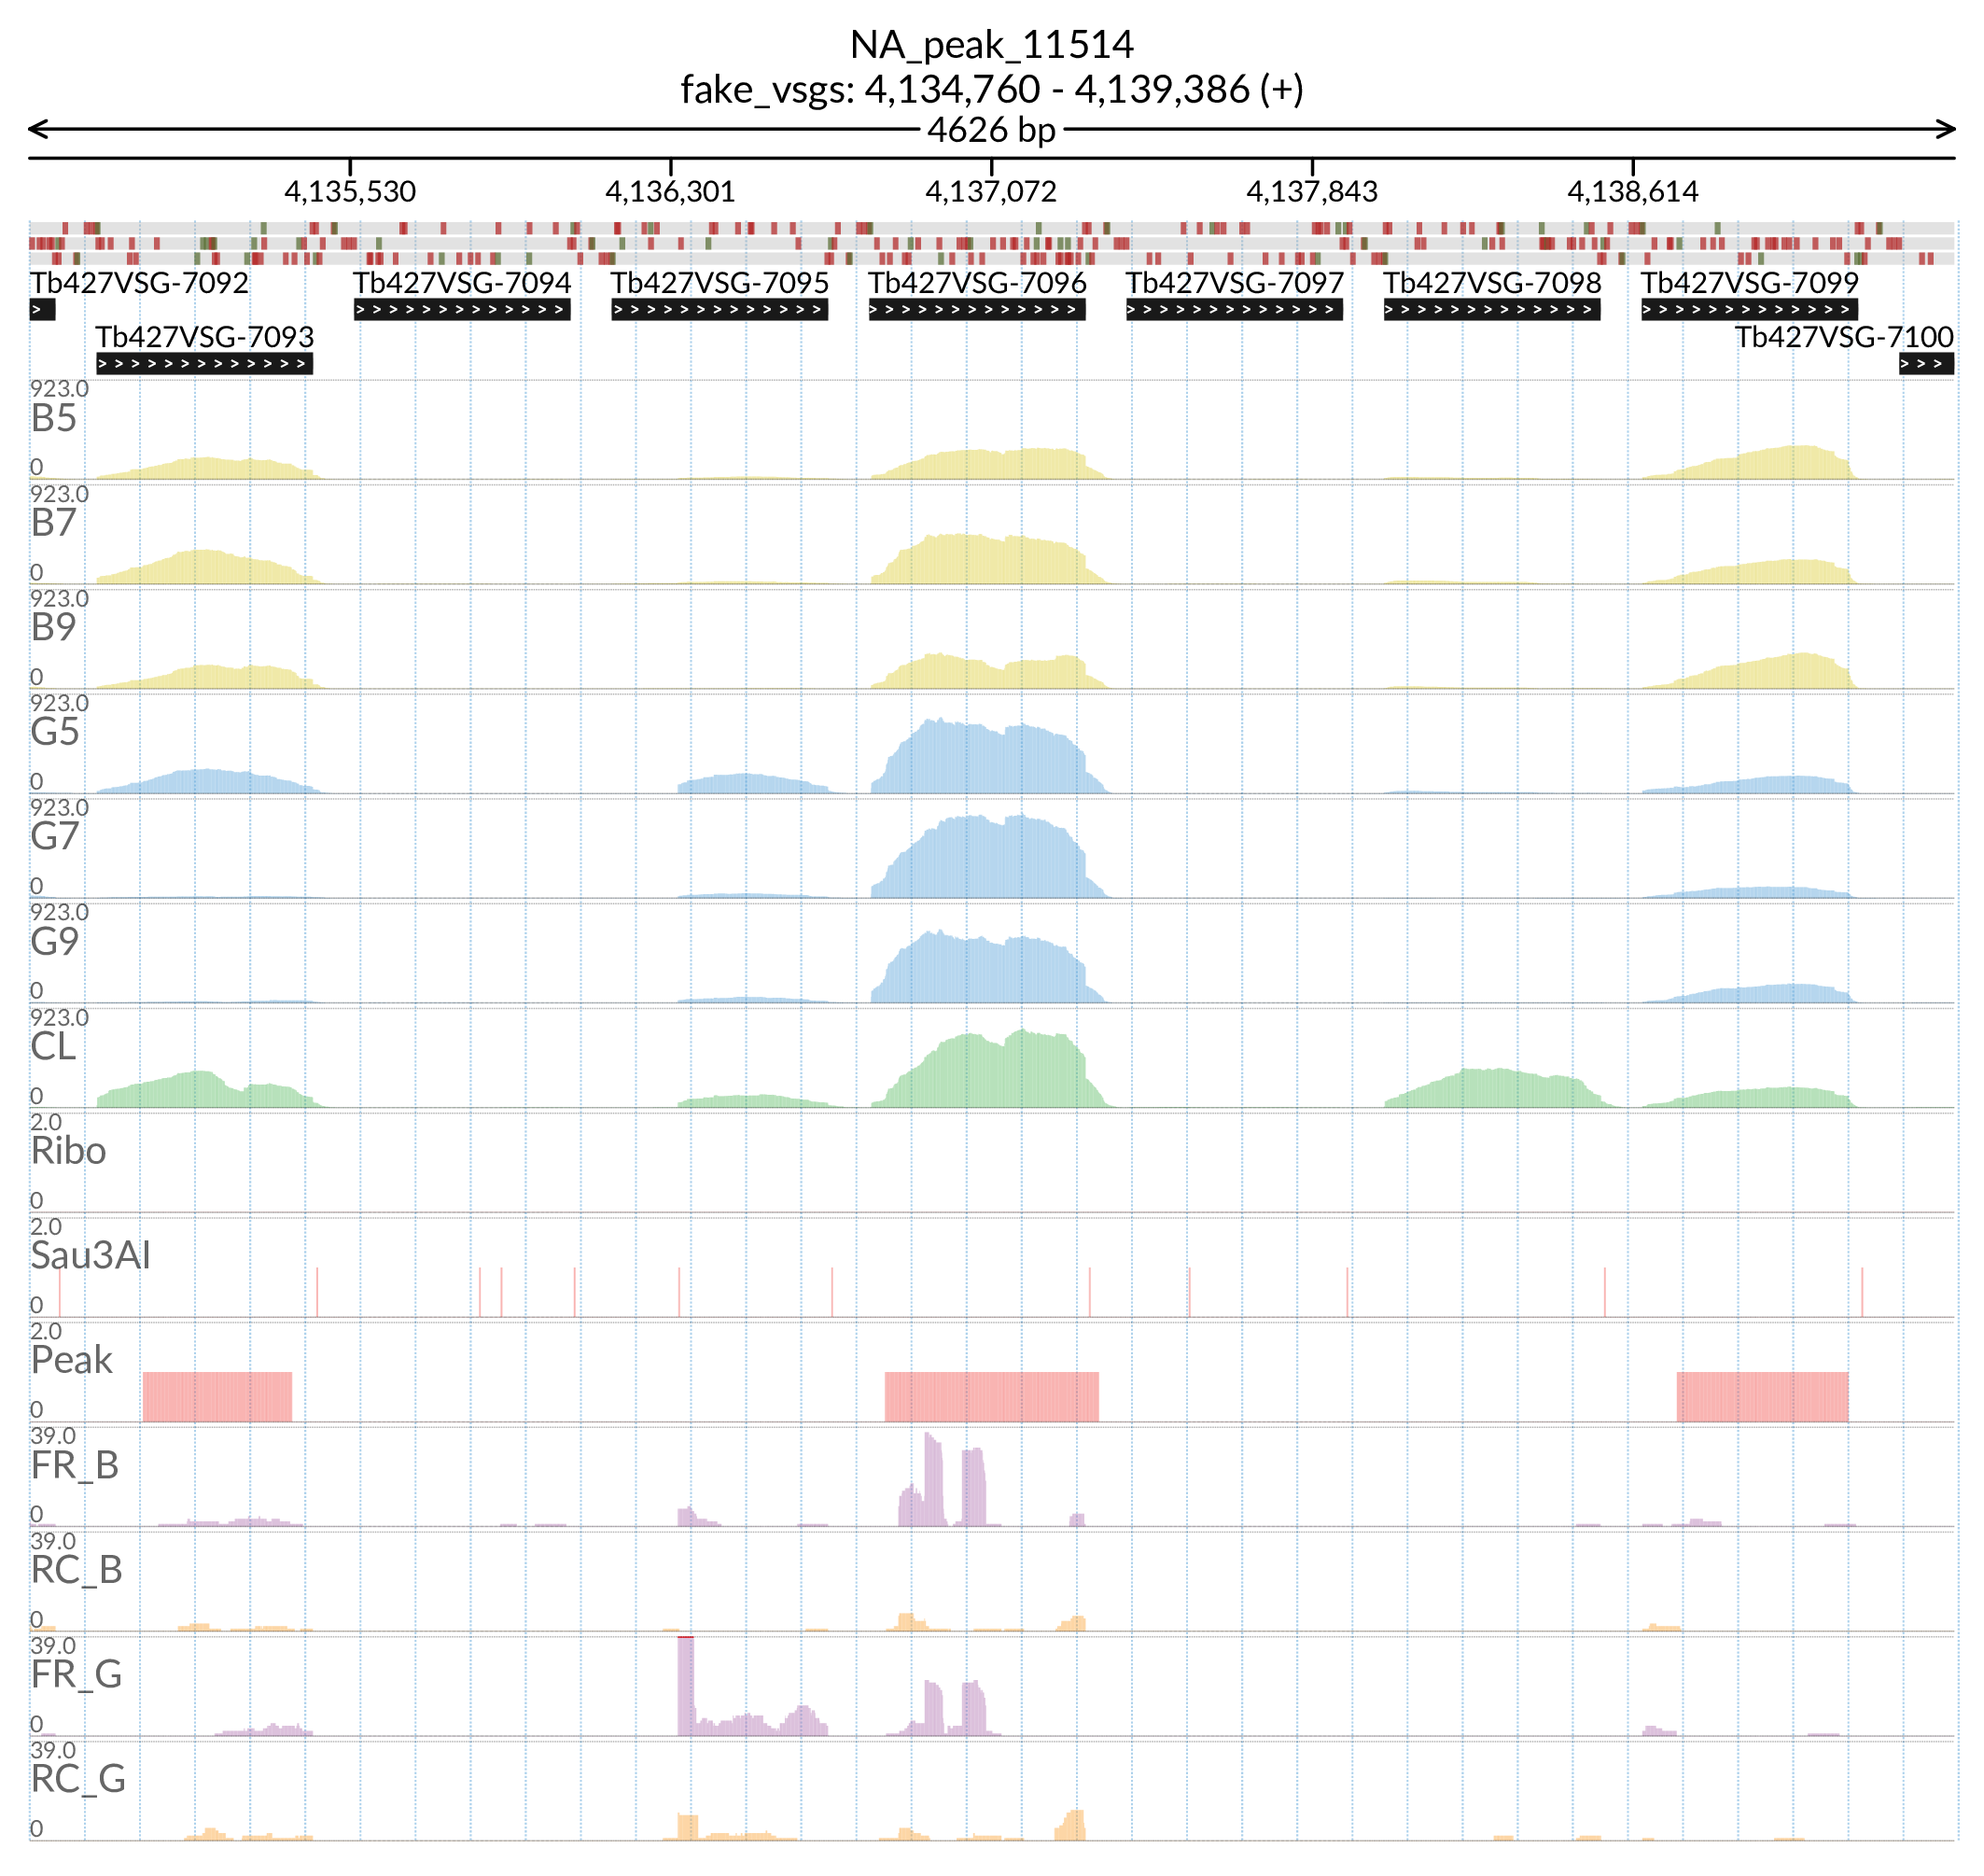 NA_peak_11514
fake_vsgs: 4,134,760 - 4,139,386 (+)
4626 bp
4,135,530 4,136,301 4,137,072 4,137,843 4,138,614
Tb427VSG-7092 Tb427VSG-7094 Tb427VSG-7095 Tb427VSG-7096 Tb427VSG-7097 Tb427VSG-7098 Tb427VSG-7099
Tb427VSG-7093 Tb427VSG-7100
923.0
B5
0
923.0
B7
0
923.0
B9
0
923.0
G5
0
923.0
G7
0
923.0
G9
0
923.0
CL
0
2.0
Ribo
0
2.0
Sau3AI
0
2.0
Peak
0
39.0
FR_B
0
39.0
RC_B
0
39.0
FR_G
0
39.0
RC_G
0